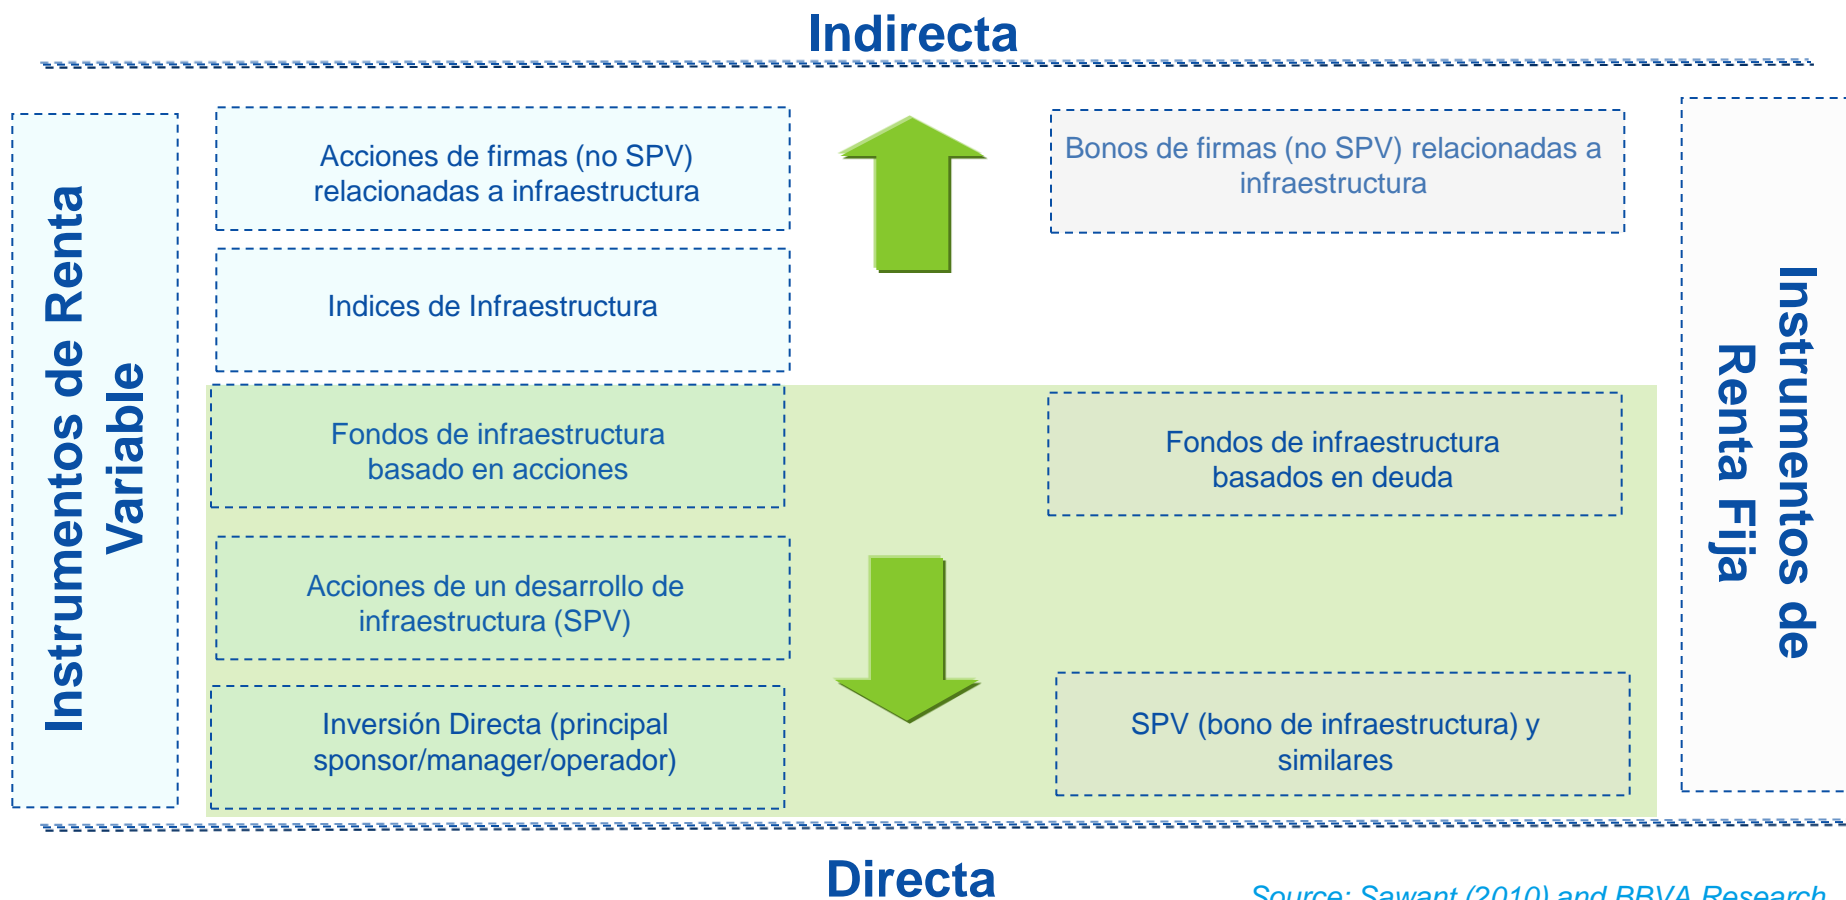 Indirecta
Instrumentos de Renta
Variable
Acciones de firmas (no SPV)
relacionadas a infraestructura
Indices de Infraestructura
Fondos de infraestructura
basado en acciones
Acciones de un desarrollo de
infraestructura (SPV)
Inversión Directa (principal
sponsor/manager/operador)
Bonos de firmas (no SPV) relacionadas a
infraestructura
Fondos de infraestructura
basados en deuda
SPV (bono de infraestructura) y
similares
Instrumentos de
Renta Fija
Directa
Source: Sawant (2010) and BBVA Research